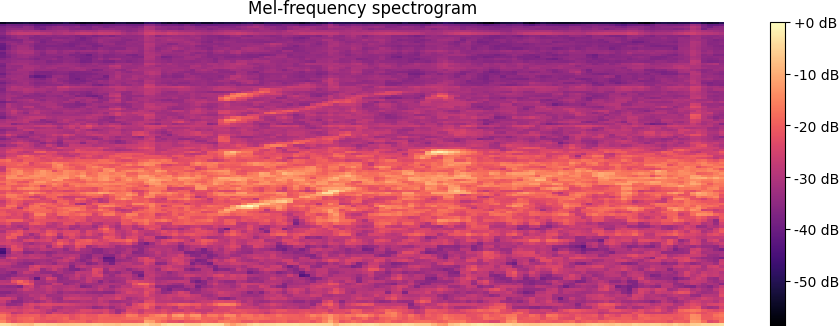 Mel-frequency spectrogram
+0 dB
-10 dB
-20 dB
-30 dB
-40 dB
-50 dB